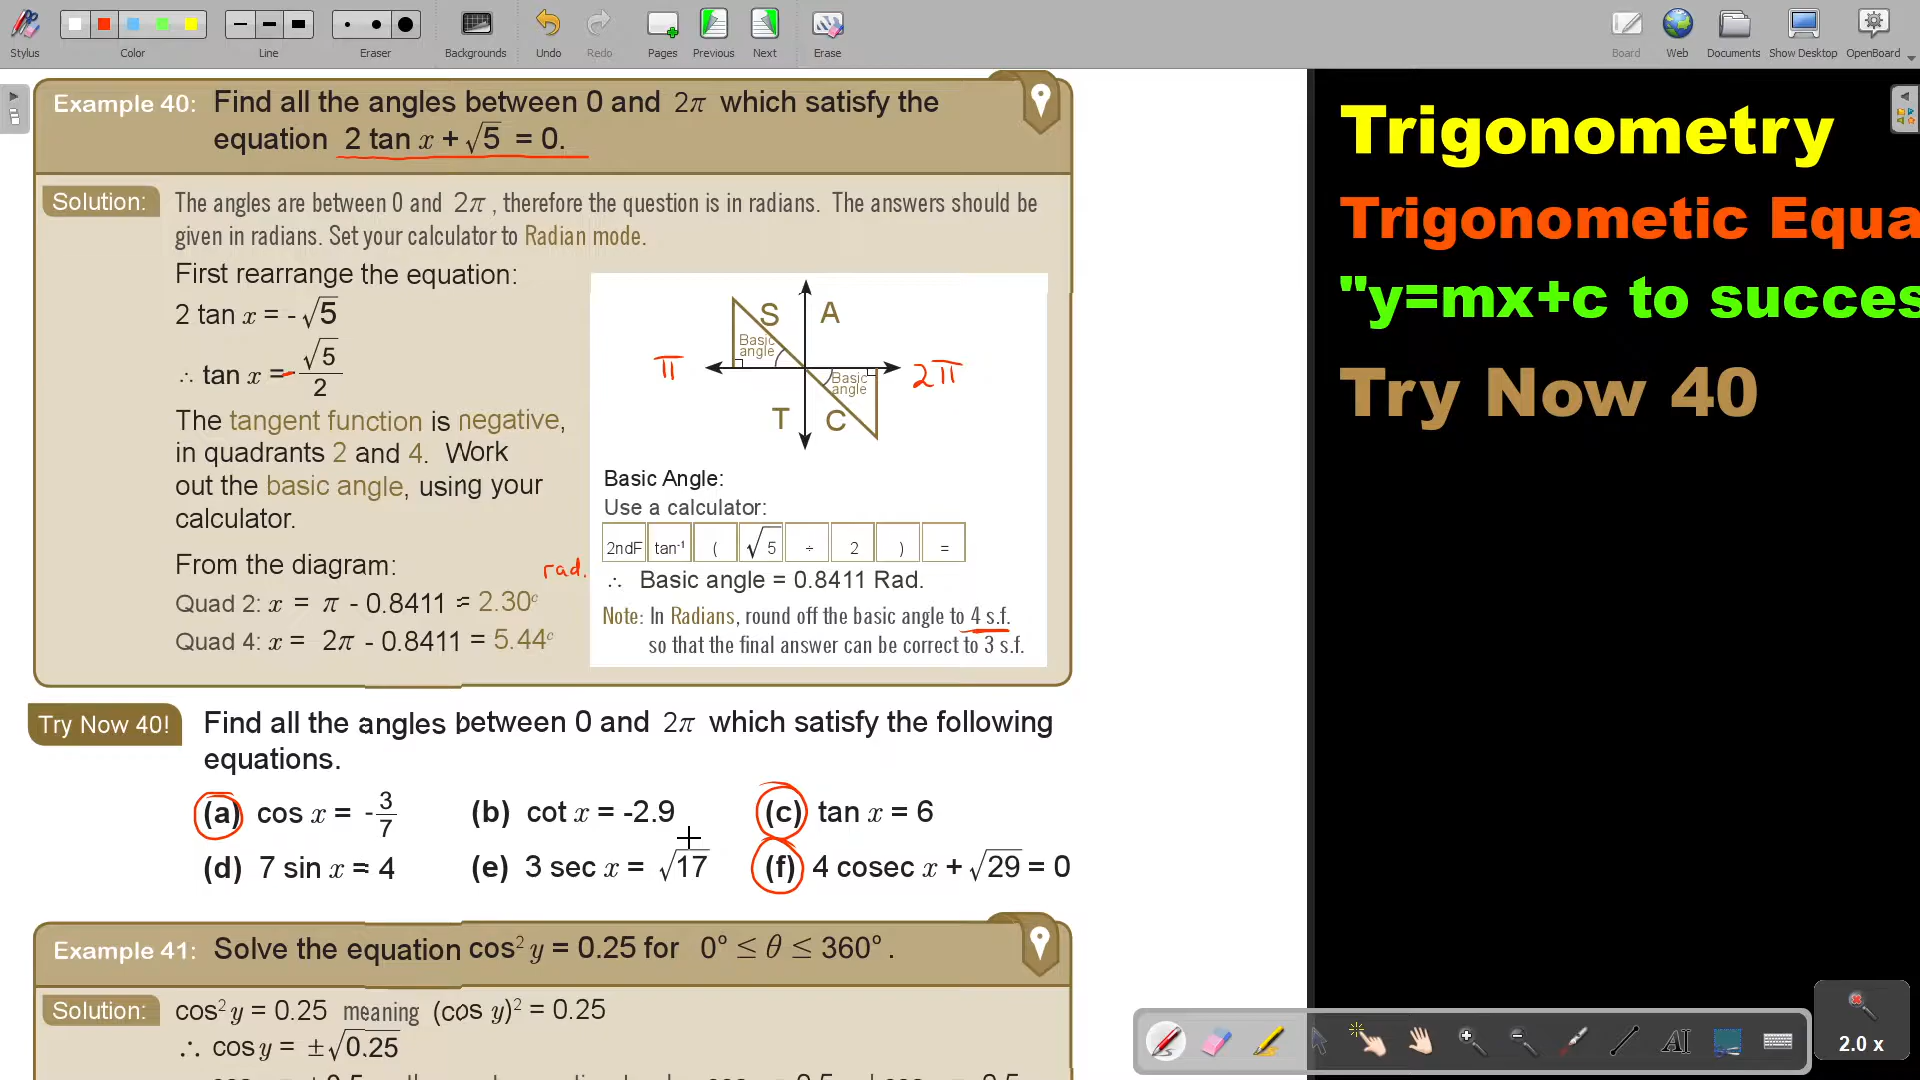 Stylus Color Line Eraser Backgrounds Undo Redo Pages Previous Next Erase Board Web Documents Show Desktop OpenBoard
Example 40: Find all the angles between 0 and 2π which satisfy the
equation 2 tan x + √5 = 0.
Solution: The angles are between 0 and 2π, therefore the question is in radians. The answers should be
given in radians. Set your calculator to Radian mode.
First rearrange the equation:
2 tan x = - √5
∴ tan x = - √5/2
The tangent function is negative,
in quadrants 2 and 4. Work
out the basic angle, using your
calculator.
From the diagram:
rad.
Quad 2: x = π - 0.8411 = 2.30ᶜ
Quad 4: x = 2π - 0.8411 = 5.44ᶜ
S A
Basic
angle
π 2π
Basic
angle
T C
Basic Angle:
Use a calculator:
2ndF tan⁻¹ ( √5 ÷ 2 ) =
∴ Basic angle = 0.8411 Rad.
Note: In Radians, round off the basic angle to 4 s.f.
so that the final answer can be correct to 3 s.f.
Try Now 40! Find all the angles between 0 and 2π which satisfy the following
equations.
(a) cos x = -3/7 (b) cot x = -2.9 (c) tan x = 6
(d) 7 sin x = 4 (e) 3 sec x = √17 (f) 4 cosec x + √29 = 0
Example 41: Solve the equation cos² y = 0.25 for 0° ≤ θ ≤ 360°.
Solution: cos² y = 0.25 meaning (cos y)² = 0.25
∴ cos y = ±√0.25
Trigonometry
Trigonometic Equa
"y=mx+c to succes
Try Now 40
AI
2.0 x